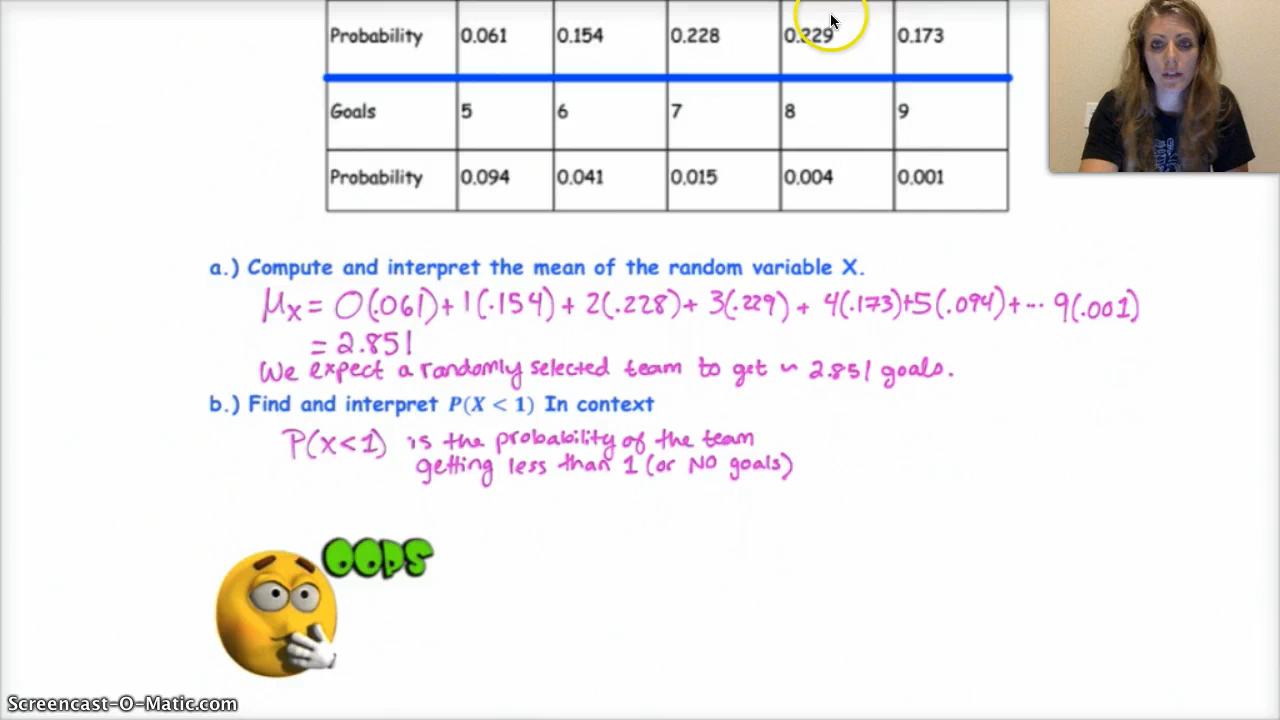 Probability 0.061 0.154 0.228 0.229 0.173
Goals 5 6 7 8 9
Probability 0.094 0.041 0.015 0.004 0.001
a.) Compute and interpret the mean of the random variable X.
μx = 0(.061)+1(.154)+2(.228)+3(.229)+4(.173)+5(.094)+... 9(.001)
= 2.851
We expect a randomly selected team to get ~ 2.851 goals.
b.) Find and interpret P(X < 1) In context
P(x<1) is the probability of the team
getting less than 1 (or NO goals)
OOPS
Screencast-O-Matic.com